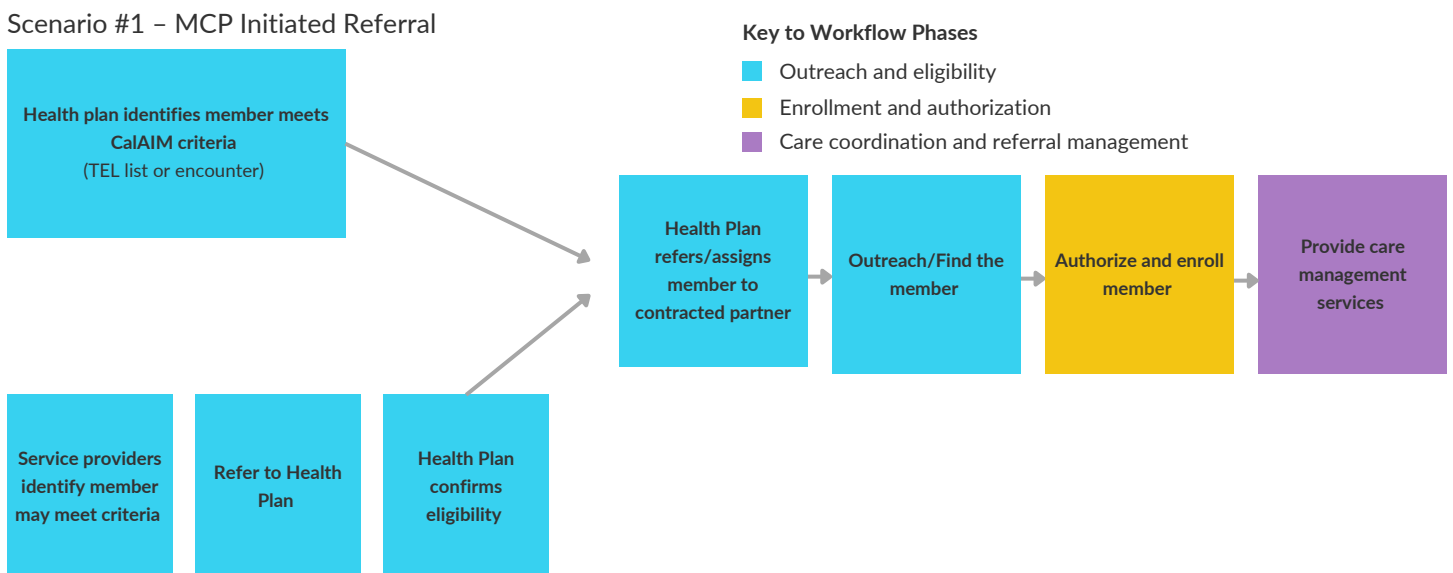 Scenario #1 – MCP Initiated Referral
Key to Workflow Phases
Outreach and eligibility
Enrollment and authorization
Care coordination and referral management
Health plan identifies member meets
CalAIM criteria
(TEL list or encounter)
Health Plan
refers/assigns
member to
contracted partner
Outreach/Find the
member
Authorize and enroll
member
Provide care
management
services
Service providers
identify member
may meet criteria
Refer to Health
Plan
Health Plan
confirms
eligibility